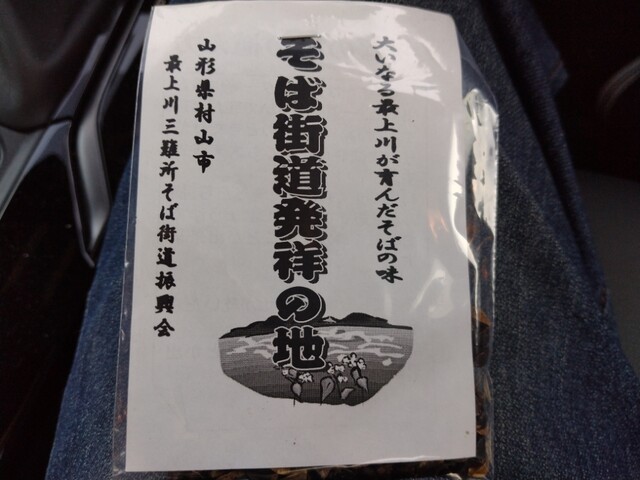 大いなる最上川が育んだそばの味
そば街道発祥の地
山形県村山市
最上川三難所そば街道振興会